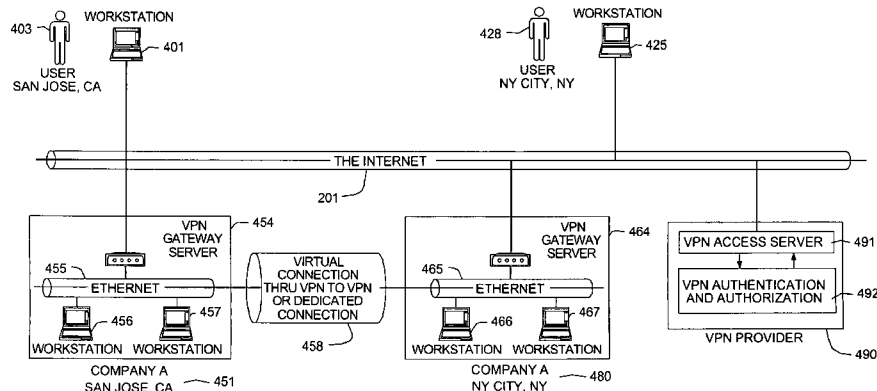 403
USER
SAN JOSE, CA
WORKSTATION
401
428
USER
NY CITY, NY
WORKSTATION
425
THE INTERNET
201
VPN
GATEWAY
SERVER
454
455
ETHERNET
456
457
WORKSTATION
WORKSTATION
COMPANY A
SAN JOSE, CA
451
VIRTUAL
CONNECTION
THRU VPN TO VPN
OR DEDICATED
CONNECTION
458
VPN
GATEWAY
SERVER
464
465
ETHERNET
466
467
WORKSTATION
WORKSTATION
COMPANY A
NY CITY, NY
480
VPN ACCESS SERVER
491
VPN AUTHENTICATION
AND AUTHORIZATION
492
VPN PROVIDER
490